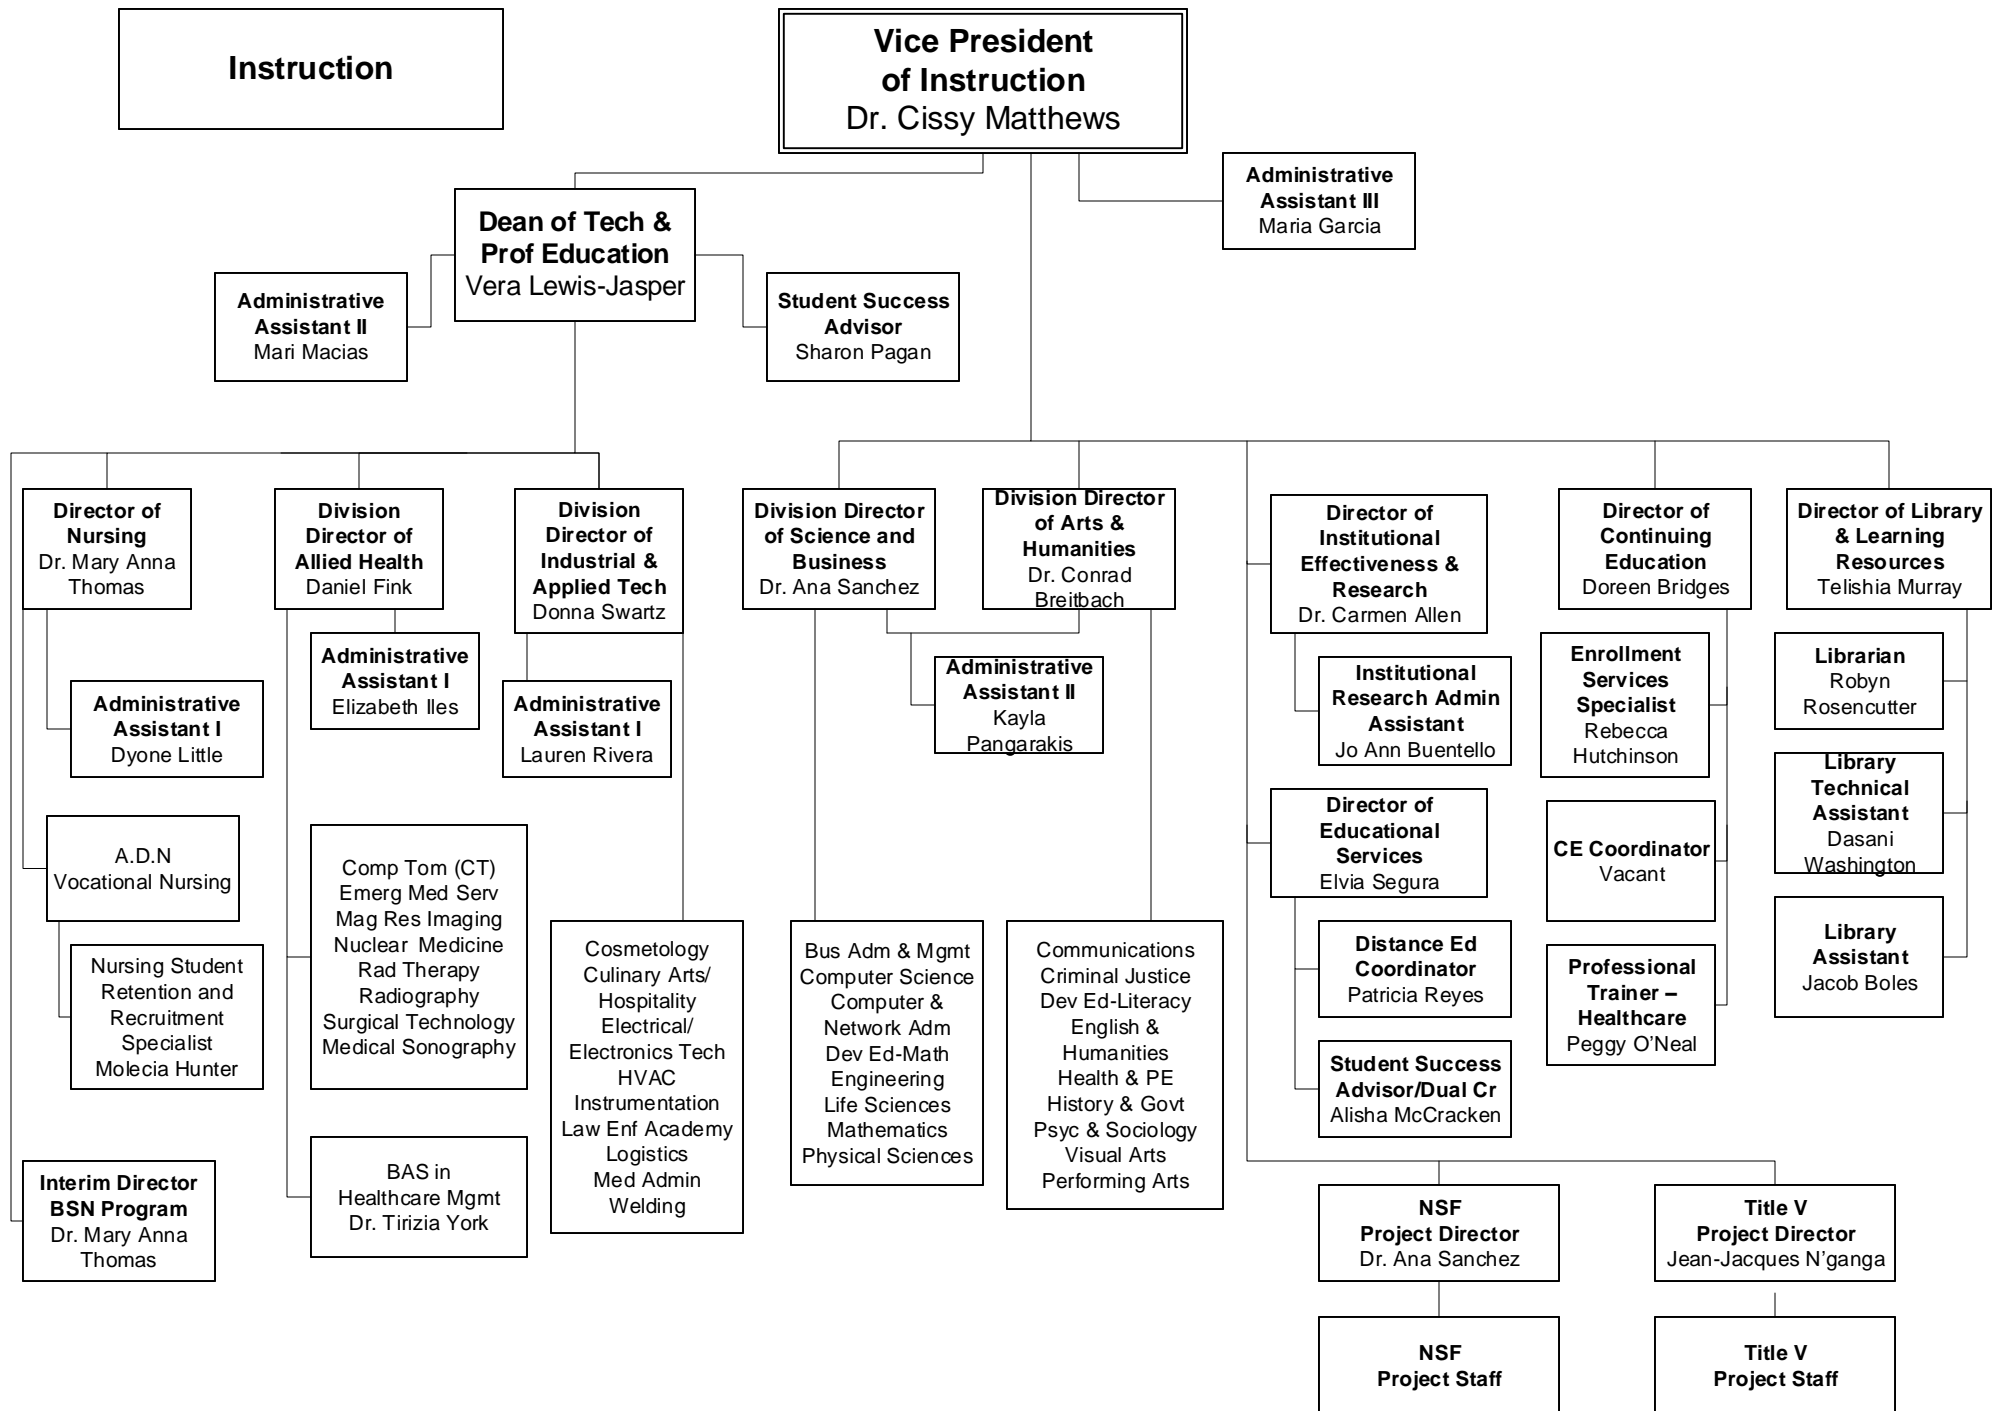 Instruction
Vice President
of Instruction
Dr. Cissy Matthews
Administrative
Assistant III
Maria Garcia
Dean of Tech &
Prof Education
Vera Lewis-Jasper
Administrative
Assistant II
Mari Macias
Student Success
Advisor
Sharon Pagan
Director of
Nursing
Dr. Mary Anna
Thomas
Division
Director of
Allied Health
Daniel Fink
Division
Director of
Industrial &
Applied Tech
Donna Swartz
Division Director
of Science and
Business
Dr. Ana Sanchez
Division Director
of Arts &
Humanities
Dr. Conrad
Breitbach
Director of
Institutional
Effectiveness &
Research
Dr. Carmen Allen
Director of
Continuing
Education
Doreen Bridges
Director of Library
& Learning
Resources
Telishia Murray
Administrative
Assistant I
Dyone Little
Administrative
Assistant I
Elizabeth Iles
Administrative
Assistant I
Lauren Rivera
Administrative
Assistant II
Kayla
Pangarakis
Institutional
Research Admin
Assistant
Jo Ann Buentello
Enrollment
Services
Specialist
Rebecca
Hutchinson
Librarian
Robyn
Rosencutter
Library
Technical
Assistant
Dasani
Washington
Director of
Educational
Services
Elvia Segura
CE Coordinator
Vacant
A.D.N
Vocational Nursing
Comp Tom (CT)
Emerg Med Serv
Mag Res Imaging
Nuclear Medicine
Rad Therapy
Radiography
Surgical Technology
Medical Sonography
Cosmetology
Culinary Arts/
Hospitality
Electrical/
Electronics Tech
HVAC
Instrumentation
Law Enf Academy
Logistics
Med Admin
Welding
Bus Adm & Mgmt
Computer Science
Computer &
Network Adm
Dev Ed-Math
Engineering
Life Sciences
Mathematics
Physical Sciences
Communications
Criminal Justice
Dev Ed-Literacy
English &
Humanities
Health & PE
History & Govt
Psyc & Sociology
Visual Arts
Performing Arts
Distance Ed
Coordinator
Patricia Reyes
Professional
Trainer –
Healthcare
Peggy O’Neal
Library
Assistant
Jacob Boles
Nursing Student
Retention and
Recruitment
Specialist
Molecia Hunter
Student Success
Advisor/Dual Cr
Alisha McCracken
Interim Director
BSN Program
Dr. Mary Anna
Thomas
BAS in
Healthcare Mgmt
Dr. Tirizia York
NSF
Project Director
Dr. Ana Sanchez
Title V
Project Director
Jean-Jacques N’ganga
NSF
Project Staff
Title V
Project Staff